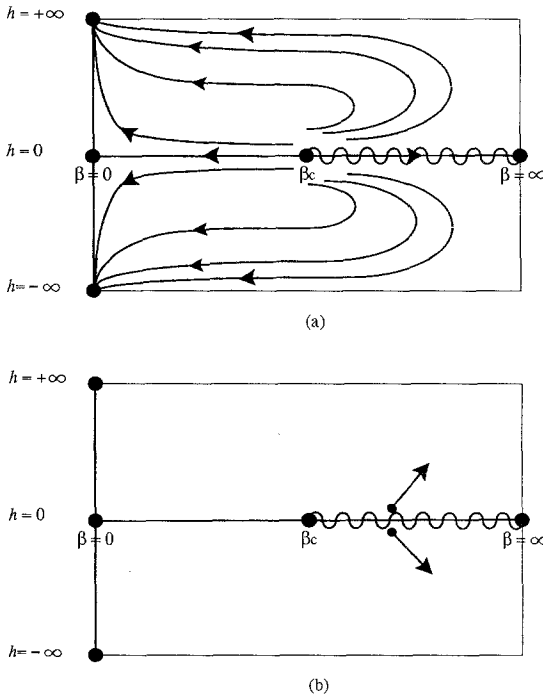 h = +∞
h = 0
β = 0
βc
β = ∞
h = − ∞
(a)
h = +∞
h = 0
β = 0
βc
β = ∞
h = − ∞
(b)